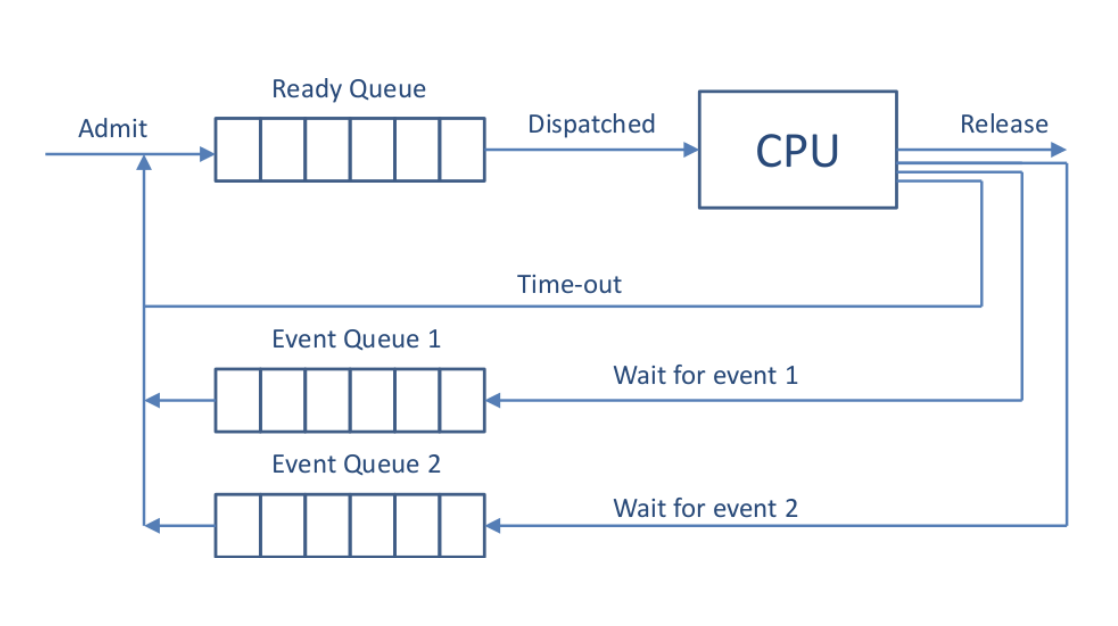 Ready Queue
Admit
Dispatched
CPU
Release
Time-out
Event Queue 1
Wait for event 1
Event Queue 2
Wait for event 2